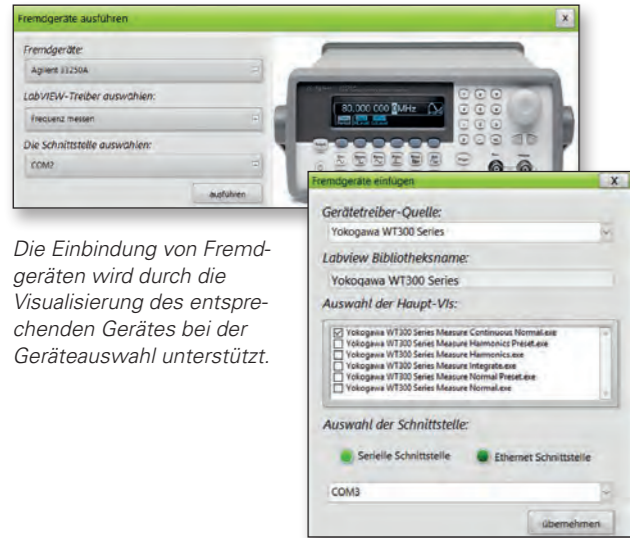 Fremdgeräte ausführen
x
Fremdgeräte:
Agilent 33250A
LabVIEW-Treiber auswählen:
Frequenz messen
Die Schnittstelle auswählen:
COM2
ausführen
80,000 000 0MHz
Die Einbindung von Fremd-
geräten wird durch die
Visualisierung des entspre-
chenden Gerätes bei der
Geräteauswahl unterstützt.
Fremdgeräte einfügen
X
Gerätetreiber-Quelle:
Yokogawa WT300 Series
Labview Bibliotheksname:
Yokogawa WT300 Series
Auswahl der Haupt-VIs:
Yokogawa WT300 Series Measure Continuous Normal.exe
Yokogawa WT300 Series Measure Harmonics Preset.exe
Yokogawa WT300 Series Measure Harmonics.exe
Yokogawa WT300 Series Measure Integrate.exe
Yokogawa WT300 Series Measure Normal Preset.exe
Yokogawa WT300 Series Measure Normal.exe
Auswahl der Schnittstelle:
Serielle Schnittstelle Ethernet Schnittstelle
COM3
übernehmen